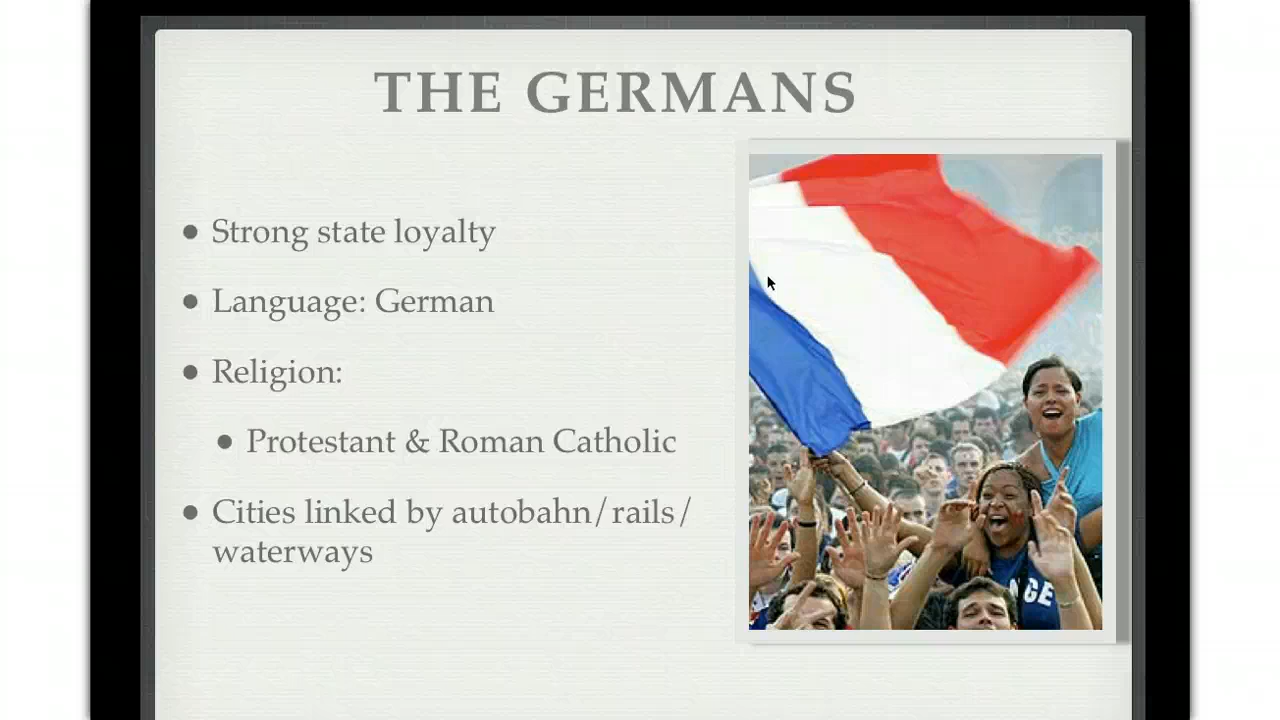 THE GERMANS
• Strong state loyalty
• Language: German
• Religion:
• Protestant & Roman Catholic
• Cities linked by autobahn/rails/
waterways